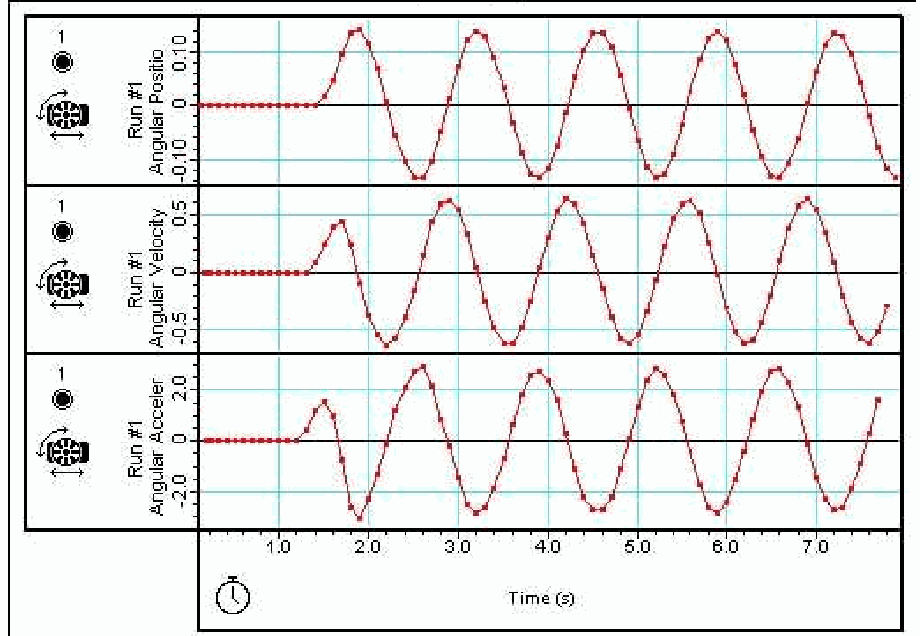 1
Run #1
Angular Positio
0.10
0
-0.10
1
Run #1
Angular Velocity
0.5
0
-0.5
1
Run #1
Angular Acceler
2.0
0
-2.0
1.0 2.0 3.0 4.0 5.0 6.0 7.0
Time (s)